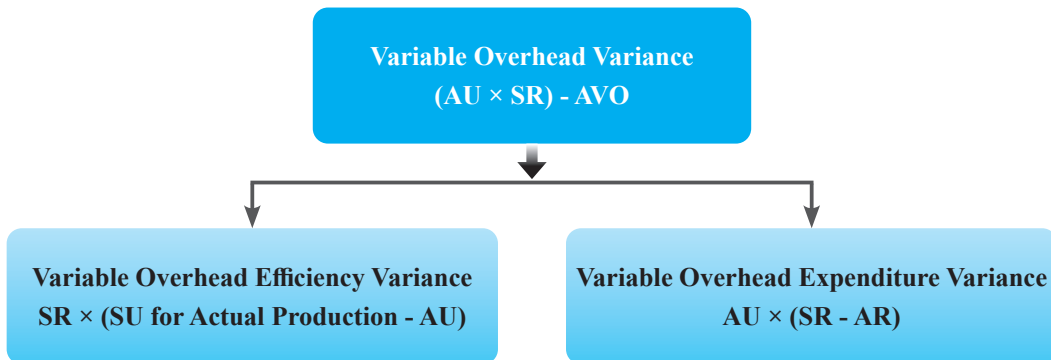 Variable Overhead Variance
(AU × SR) - AVO
Variable Overhead Efficiency Variance
SR × (SU for Actual Production - AU)
Variable Overhead Expenditure Variance
AU × (SR - AR)